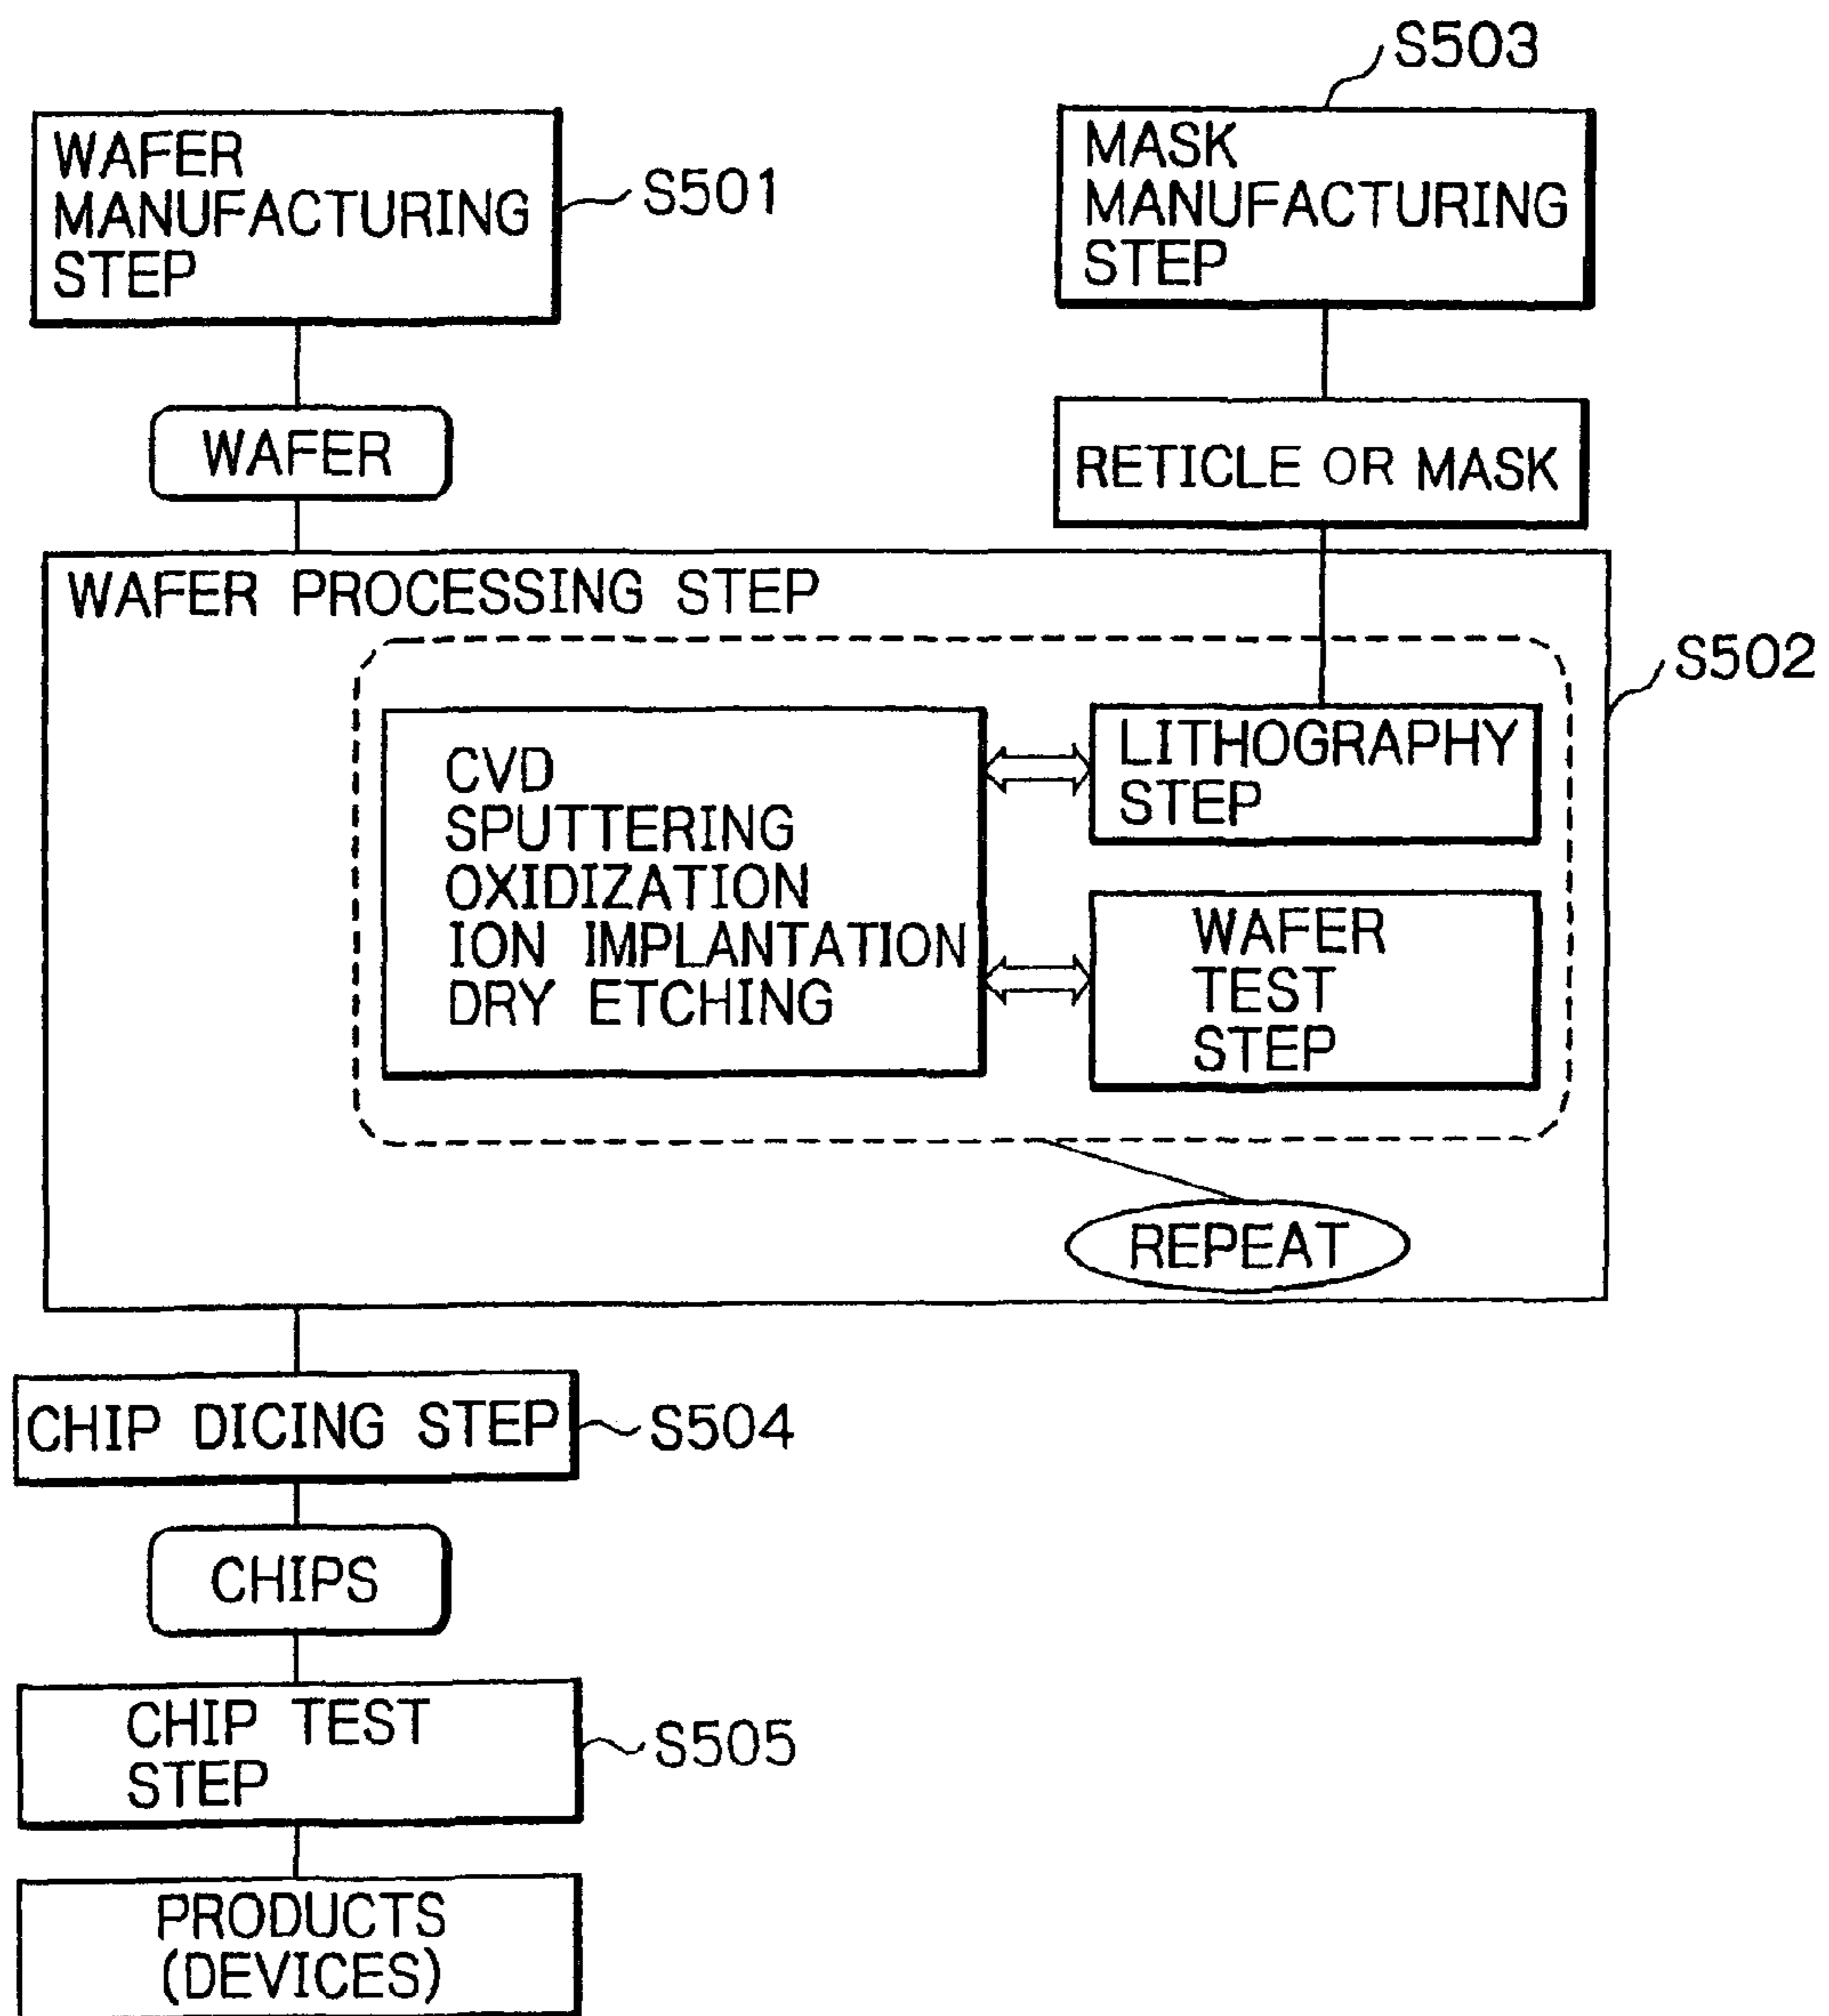 S503
WAFER
MANUFACTURING
STEP
S501
MASK
MANUFACTURING
STEP
WAFER
RETICLE OR MASK
WAFER PROCESSING STEP
S502
CVD
SPUTTERING
OXIDIZATION
ION IMPLANTATION
DRY ETCHING
LITHOGRAPHY
STEP
WAFER
TEST
STEP
REPEAT
CHIP DICING STEP
S504
CHIPS
CHIP TEST
STEP
S505
PRODUCTS
(DEVICES)